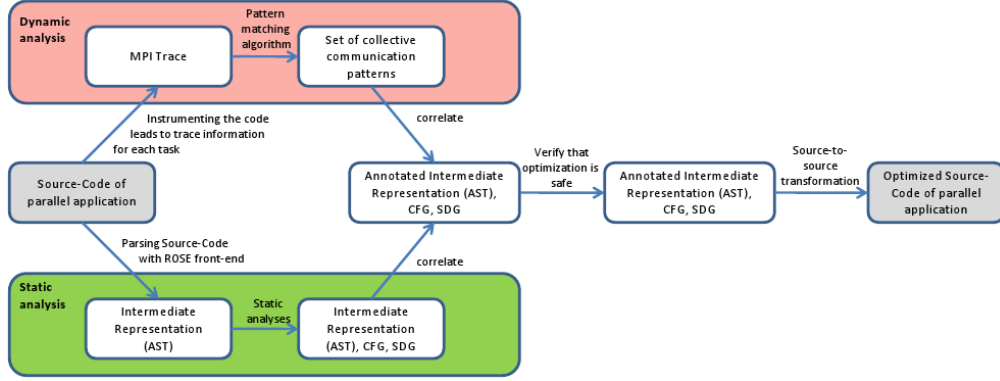 Dynamic
analysis
MPI Trace
Pattern
matching
algorithm
Set of collective
communication
patterns
Instrumenting the code
leads to trace information
for each task
correlate
Source-Code of
parallel application
Annotated Intermediate
Representation (AST),
CFG, SDG
Verify that
optimization is
safe
Annotated Intermediate
Representation (AST),
CFG, SDG
Source-to-
source
transformation
Optimized Source-
Code of parallel
application
Parsing Source-Code
with ROSE front-end
correlate
Static
analysis
Intermediate
Representation
(AST)
Static
analyses
Intermediate
Representation
(AST), CFG, SDG